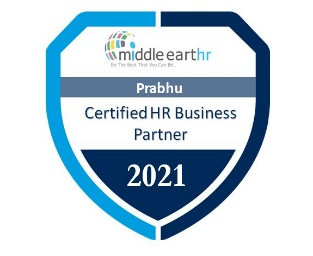 middle earthr
Be The Best That You Can Be..
Prabhu
Certified HR Business
Partner
2021